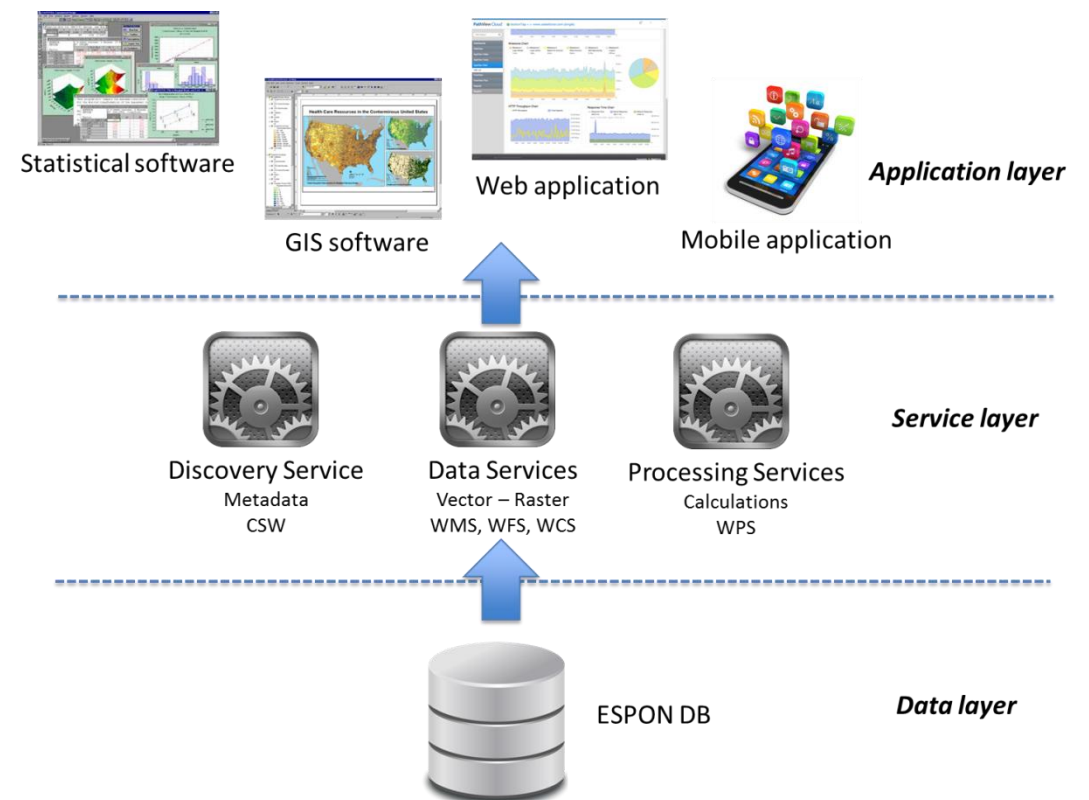 Health Care Resources in the Conterminous United States
Statistical software
GIS software
Web application
Mobile application
Application layer
Discovery Service
Metadata
CSW
Data Services
Vector – Raster
WMS, WFS, WCS
Processing Services
Calculations
WPS
Service layer
ESPON DB
Data layer